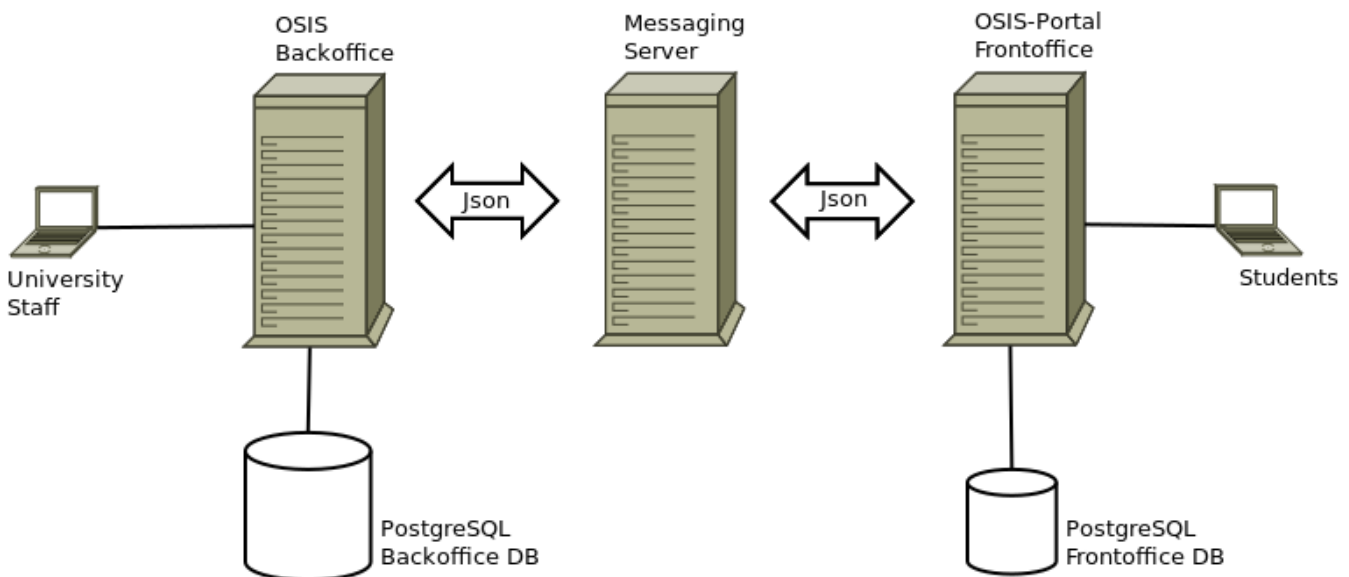 OSIS
Backoffice
Messaging
Server
OSIS-Portal
Frontoffice
Json
Json
University
Staff
Students
PostgreSQL
Backoffice DB
PostgreSQL
Frontoffice DB